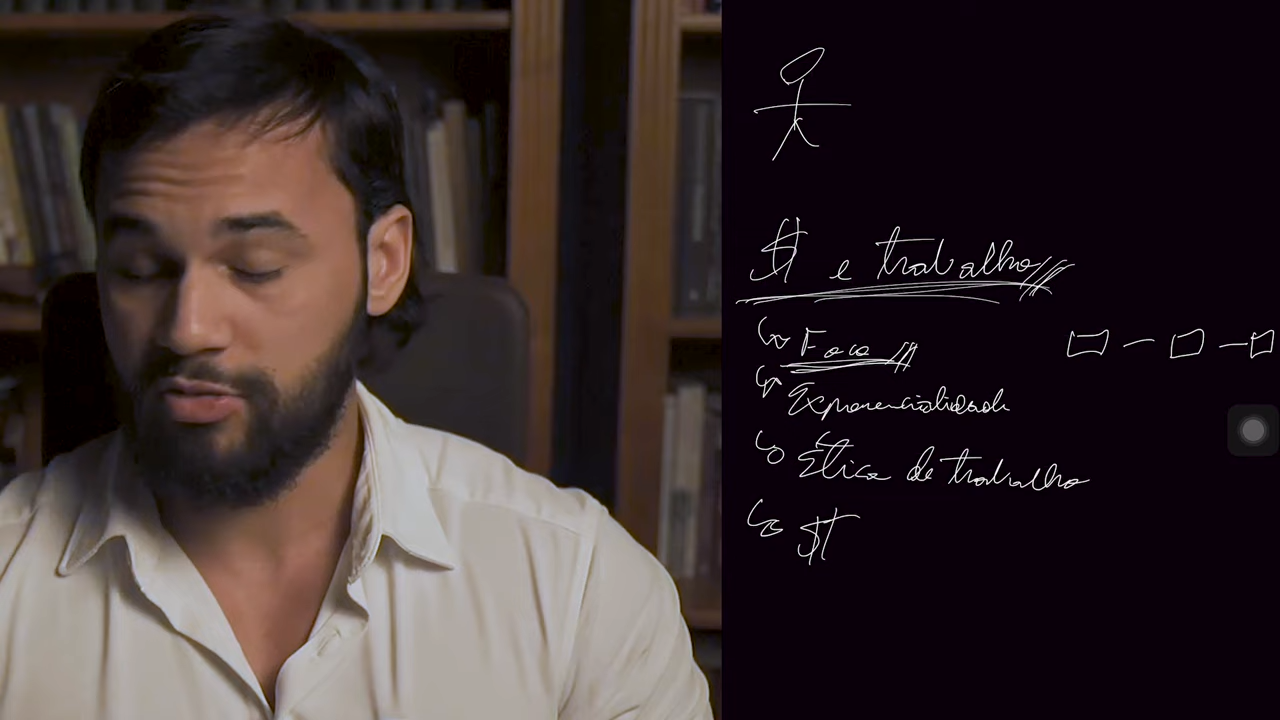 $ e trabalho
Foco
Exponencialidade
Ética de trabalho
$